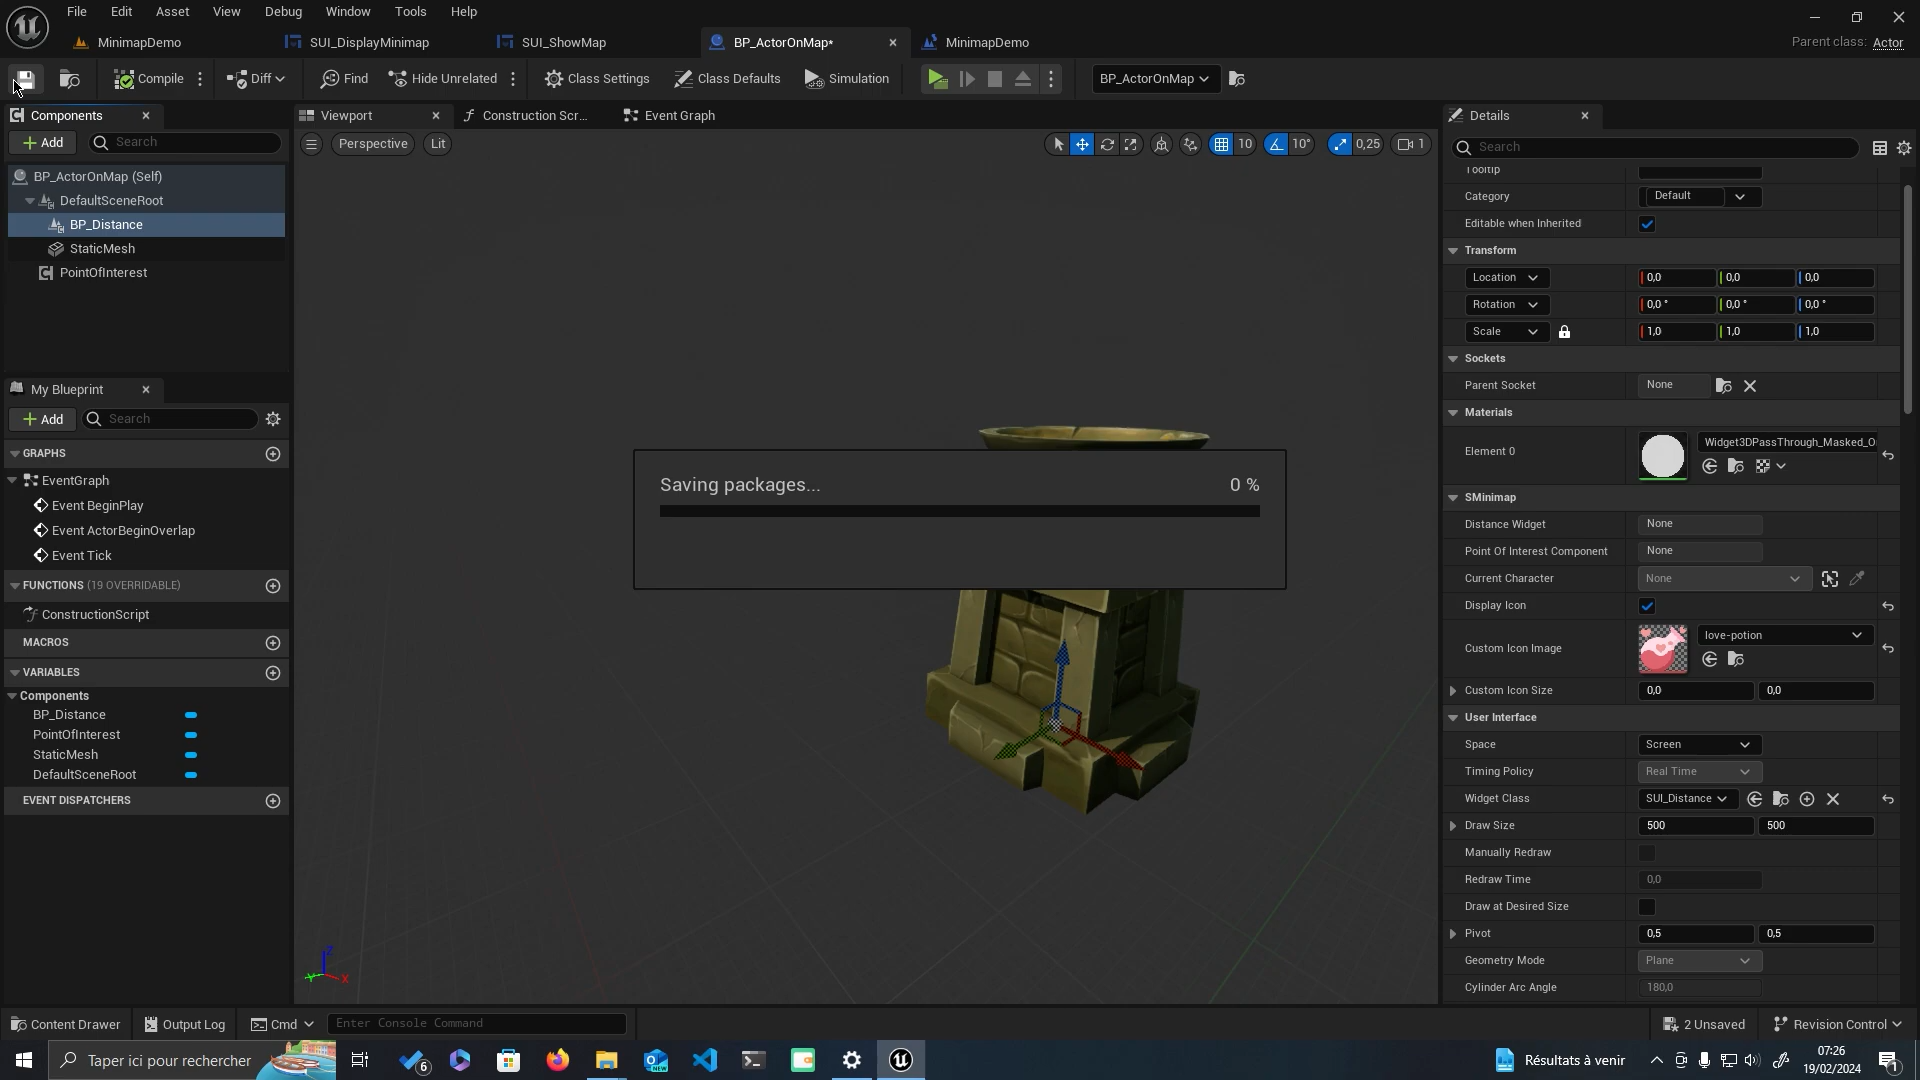 File Edit Asset View Debug Window Tools Help
MinimapDemo SUI_DisplayMinimap SUI_ShowMap BP_ActorOnMap* MinimapDemo
Parent class: Actor
Compile Diff Find Hide Unrelated Class Settings Class Defaults Simulation BP_ActorOnMap
Components
Add Search
BP_ActorOnMap (Self)
DefaultSceneRoot
BP_Distance
StaticMesh
PointOfInterest
My Blueprint
Add Search
GRAPHS
EventGraph
Event BeginPlay
Event ActorBeginOverlap
Event Tick
FUNCTIONS (19 OVERRIDABLE)
ConstructionScript
MACROS
VARIABLES
Components
BP_Distance
PointOfInterest
StaticMesh
DefaultSceneRoot
EVENT DISPATCHERS
Viewport Construction Scr... Event Graph
Perspective Lit 10 10° 0,25 1
Saving packages... 0 %
Z
Y
X
Details
Search
Tooltip
Category Default
Editable when Inherited
Transform
Location 0,0 0,0 0,0
Rotation 0,0 ° 0,0 ° 0,0 °
Scale 1,0 1,0 1,0
Sockets
Parent Socket None
Materials
Element 0 Widget3DPassThrough_Masked_O
SMinimap
Distance Widget None
Point Of Interest Component None
Current Character None
Display Icon
Custom Icon Image love-potion
Custom Icon Size 0,0 0,0
User Interface
Space Screen
Timing Policy Real Time
Widget Class SUI_Distance
Draw Size 500 500
Manually Redraw
Redraw Time 0,0
Draw at Desired Size
Pivot 0,5 0,5
Geometry Mode Plane
Cylinder Arc Angle 180,0
Content Drawer Output Log Cmd Enter Console Command 2 Unsaved Revision Control
Taper ici pour rechercher 6 NEW Résultats à venir 07:26
19/02/2024 1